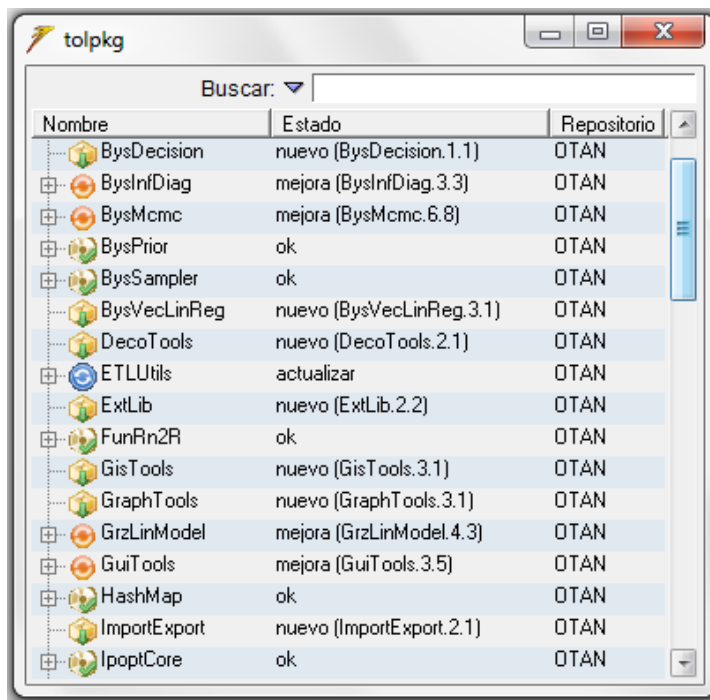 tolpkg
Buscar:
Nombre Estado Repositorio
BysDecision nuevo (BysDecision.1.1) OTAN
BysInfDiag mejora (BysInfDiag.3.3) OTAN
BysMcmc mejora (BysMcmc.6.8) OTAN
BysPrior ok OTAN
BysSampler ok OTAN
BysVecLinReg nuevo (BysVecLinReg.3.1) OTAN
DecoTools nuevo (DecoTools.2.1) OTAN
ETLUtils actualizar OTAN
ExtLib nuevo (ExtLib.2.2) OTAN
FunRn2R ok OTAN
GisTools nuevo (GisTools.3.1) OTAN
GraphTools nuevo (GraphTools.3.1) OTAN
GrzLinModel mejora (GrzLinModel.4.3) OTAN
GuiTools mejora (GuiTools.3.5) OTAN
HashMap ok OTAN
ImportExport nuevo (ImportExport.2.1) OTAN
IpoptCore ok OTAN